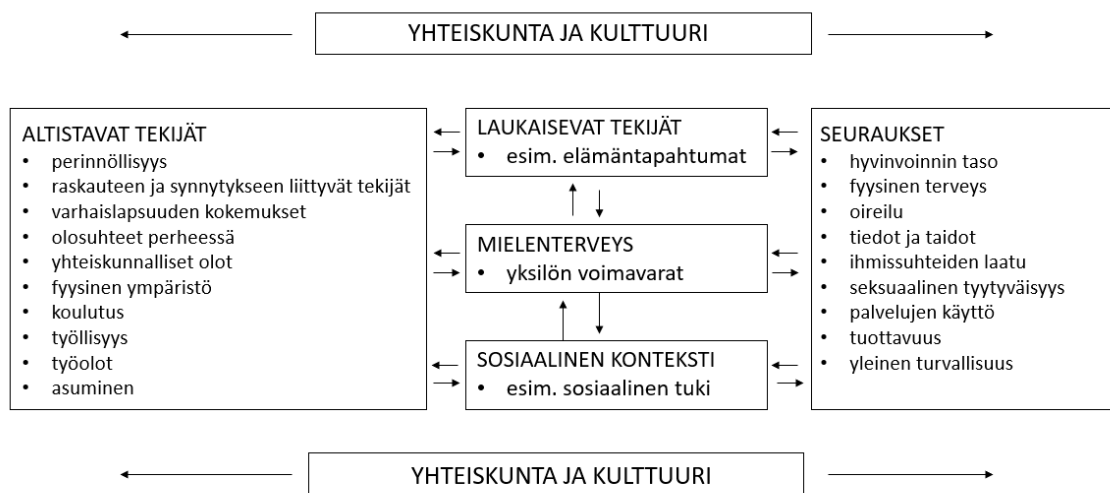 YHTEISKUNTA JA KULTTUURI
ALTISTAVAT TEKIJÄT
• perinnöllisyys
• raskauteen ja synnytykseen liittyvät tekijät
• varhaislapsuuden kokemukset
• olosuhteet perheessä
• yhteiskunnalliset olot
• fyysinen ympäristö
• koulutus
• työllisyys
• työolot
• asuminen
LAUKAISEVAT TEKIJÄT
• esim. elämäntapahtumat
MIELENTERVEYS
• yksilön voimavarat
SOSIAALINEN KONTEKSTI
• esim. sosiaalinen tuki
SEURAUKSET
• hyvinvoinnin taso
• fyysinen terveys
• oireilu
• tiedot ja taidot
• ihmissuhteiden laatu
• seksuaalinen tyytyväisyys
• palvelujen käyttö
• tuottavuus
• yleinen turvallisuus
YHTEISKUNTA JA KULTTUURI